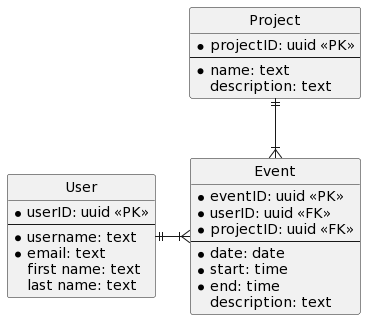 Project
projectID: uuid «PK»
name: text
description: text
User
userID: uuid «PK»
username: text
email: text
first name: text
last name: text
Event
eventID: uuid «PK»
userID: uuid «FK»
projectID: uuid «FK»
date: date
start: time
end: time
description: text